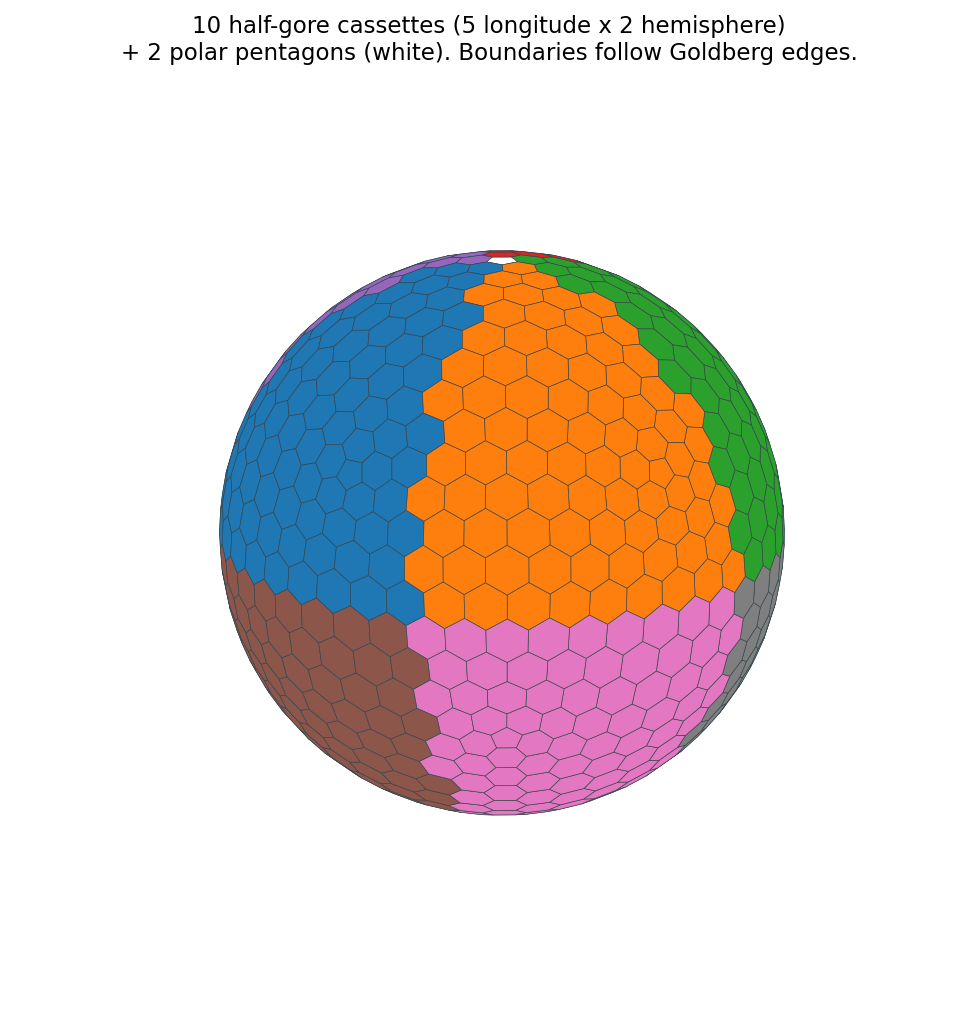 10 half-gore cassettes (5 longitude x 2 hemisphere)
+ 2 polar pentagons (white). Boundaries follow Goldberg edges.